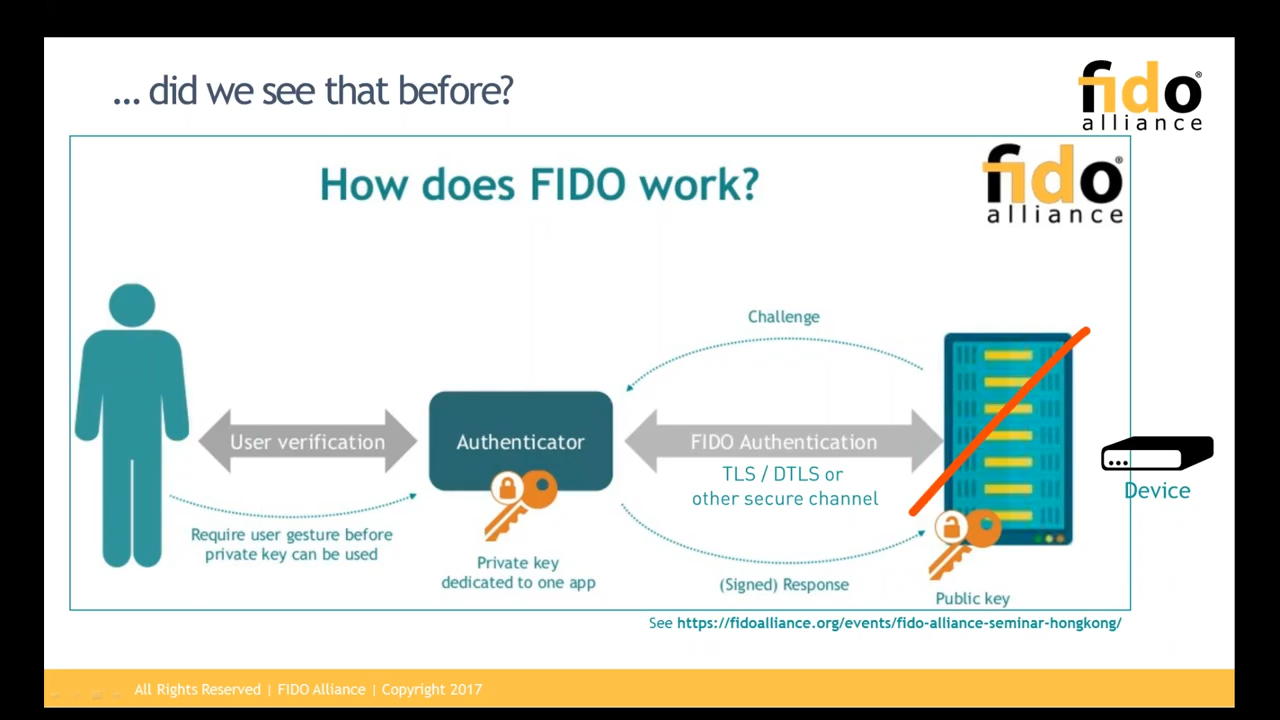 ... did we see that before?
fido
alliance
How does FIDO work?
fido
alliance
Challenge
User verification
Authenticator
FIDO Authentication
TLS / DTLS or
other secure channel
Device
Require user gesture before
private key can be used
Private key
dedicated to one app
(Signed) Response
Public key
See https://fidoalliance.org/events/fido-alliance-seminar-hongkong/
All Rights Reserved | FIDO Alliance | Copyright 2017